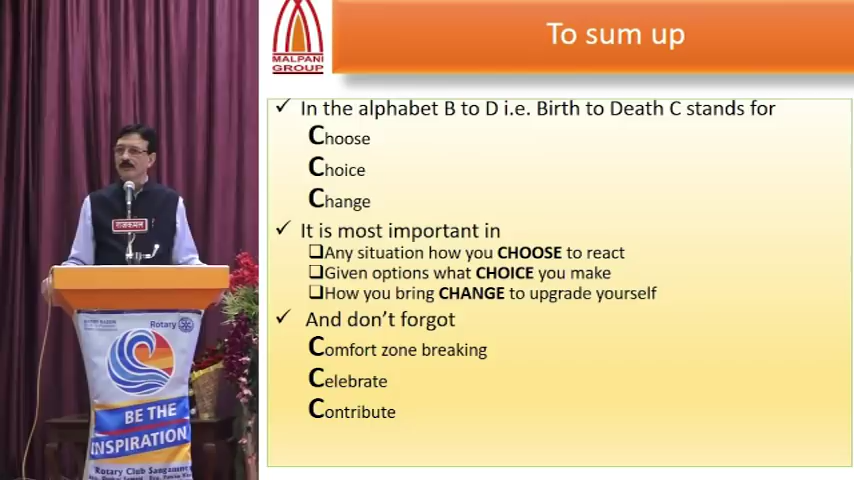 MALPANI
GROUP
To sum up
✓ In the alphabet B to D i.e. Birth to Death C stands for
Choose
Choice
Change
✓ It is most important in
❑Any situation how you CHOOSE to react
❑Given options what CHOICE you make
❑How you bring CHANGE to upgrade yourself
✓ And don't forgot
Comfort zone breaking
Celebrate
Contribute
राजकमल
Rotary
BE THE
INSPIRATION
Rotary Club Sangamner